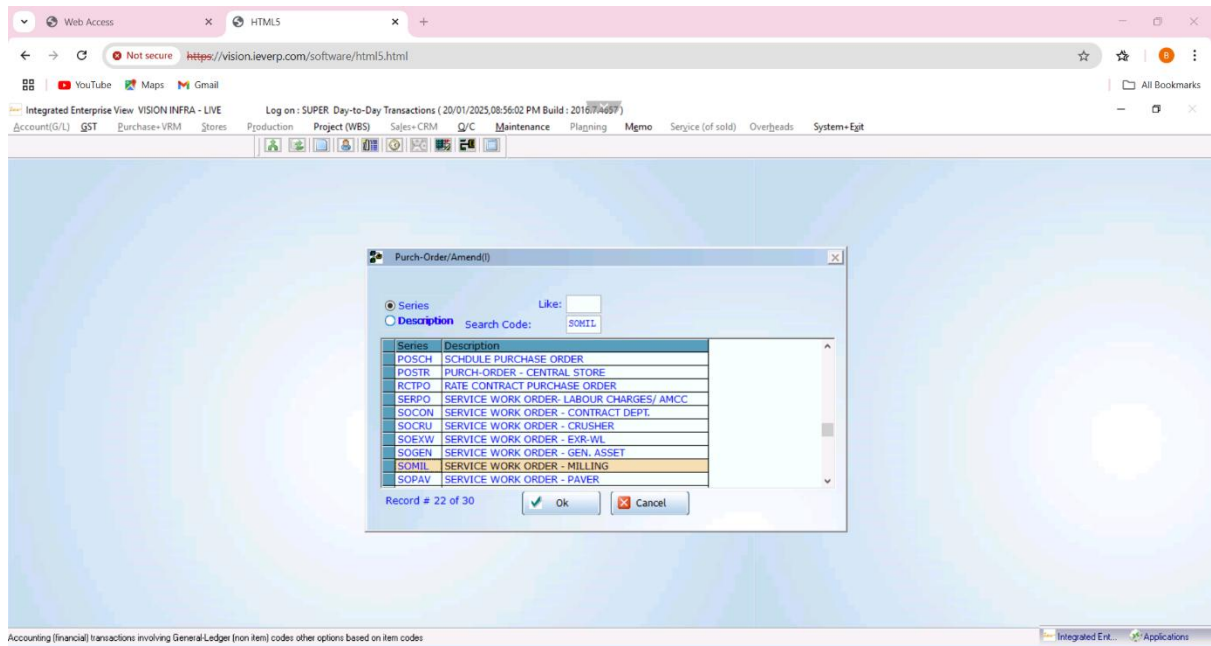 Web Access
HTML5
Not secure https://vision.ieverp.com/software/html5.html
B
YouTube Maps Gmail All Bookmarks
Integrated Enterprise View VISION INFRA - LIVE Log on : SUPER Day-to-Day Transactions ( 20/01/2025,08:56:02 PM Build : 2016.7.4657 )
Account(G/L) GST Purchase+VRM Stores Production Project (WBS) Sales+CRM Q/C Maintenance Planning Memo Service (of sold) Overheads System+Exit
Purch-Order/Amend(I)
Series Like:
Description Search Code: SOMIL
Series Description
POSCH SCHDULE PURCHASE ORDER
POSTR PURCH-ORDER - CENTRAL STORE
RCTPO RATE CONTRACT PURCHASE ORDER
SERPO SERVICE WORK ORDER- LABOUR CHARGES/ AMCC
SOCON SERVICE WORK ORDER - CONTRACT DEPT.
SOCRU SERVICE WORK ORDER - CRUSHER
SOEXW SERVICE WORK ORDER - EXR-WL
SOGEN SERVICE WORK ORDER - GEN. ASSET
SOMIL SERVICE WORK ORDER - MILLING
SOPAV SERVICE WORK ORDER - PAVER
Record # 22 of 30 Ok Cancel
Accounting (financial) transactions involving General-Ledger (non item) codes other options based on item codes
Integrated Ent... Applications